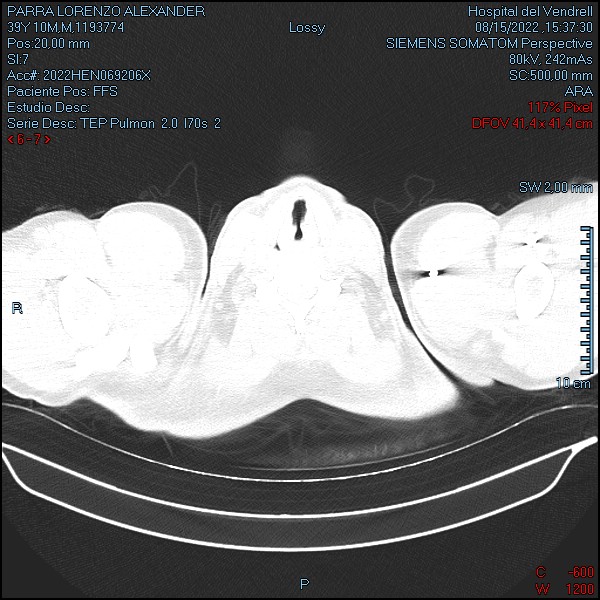 PARRA LORENZO ALEXANDER
39Y 10M,M,1193774
Pos:20,00 mm
SI:7
Acc#: 2022HEN069206X
Paciente Pos: FFS
Estudio Desc:
Serie Desc: TEP Pulmon 2.0 I70s 2
< 6 - 7 >
Lossy
Hospital del Vendrell
08/15/2022 ,15:37:30
SIEMENS SOMATOM Perspective
80kV, 242mAs
SC:500,00 mm
ARA
117% Pixel
DFOV 41,4 x 41,4 cm
SW 2.00 mm
R
10 cm
P
C -600
W 1200